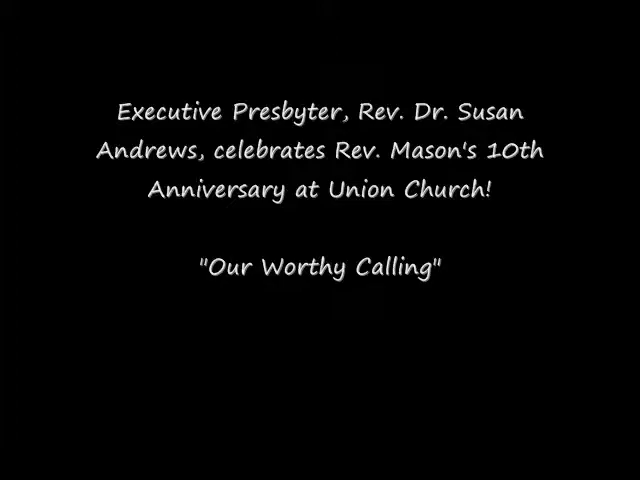 Executive Presbyter, Rev. Dr. Susan
Andrews, celebrates Rev. Mason's 10th
Anniversary at Union Church!
"Our Worthy Calling"